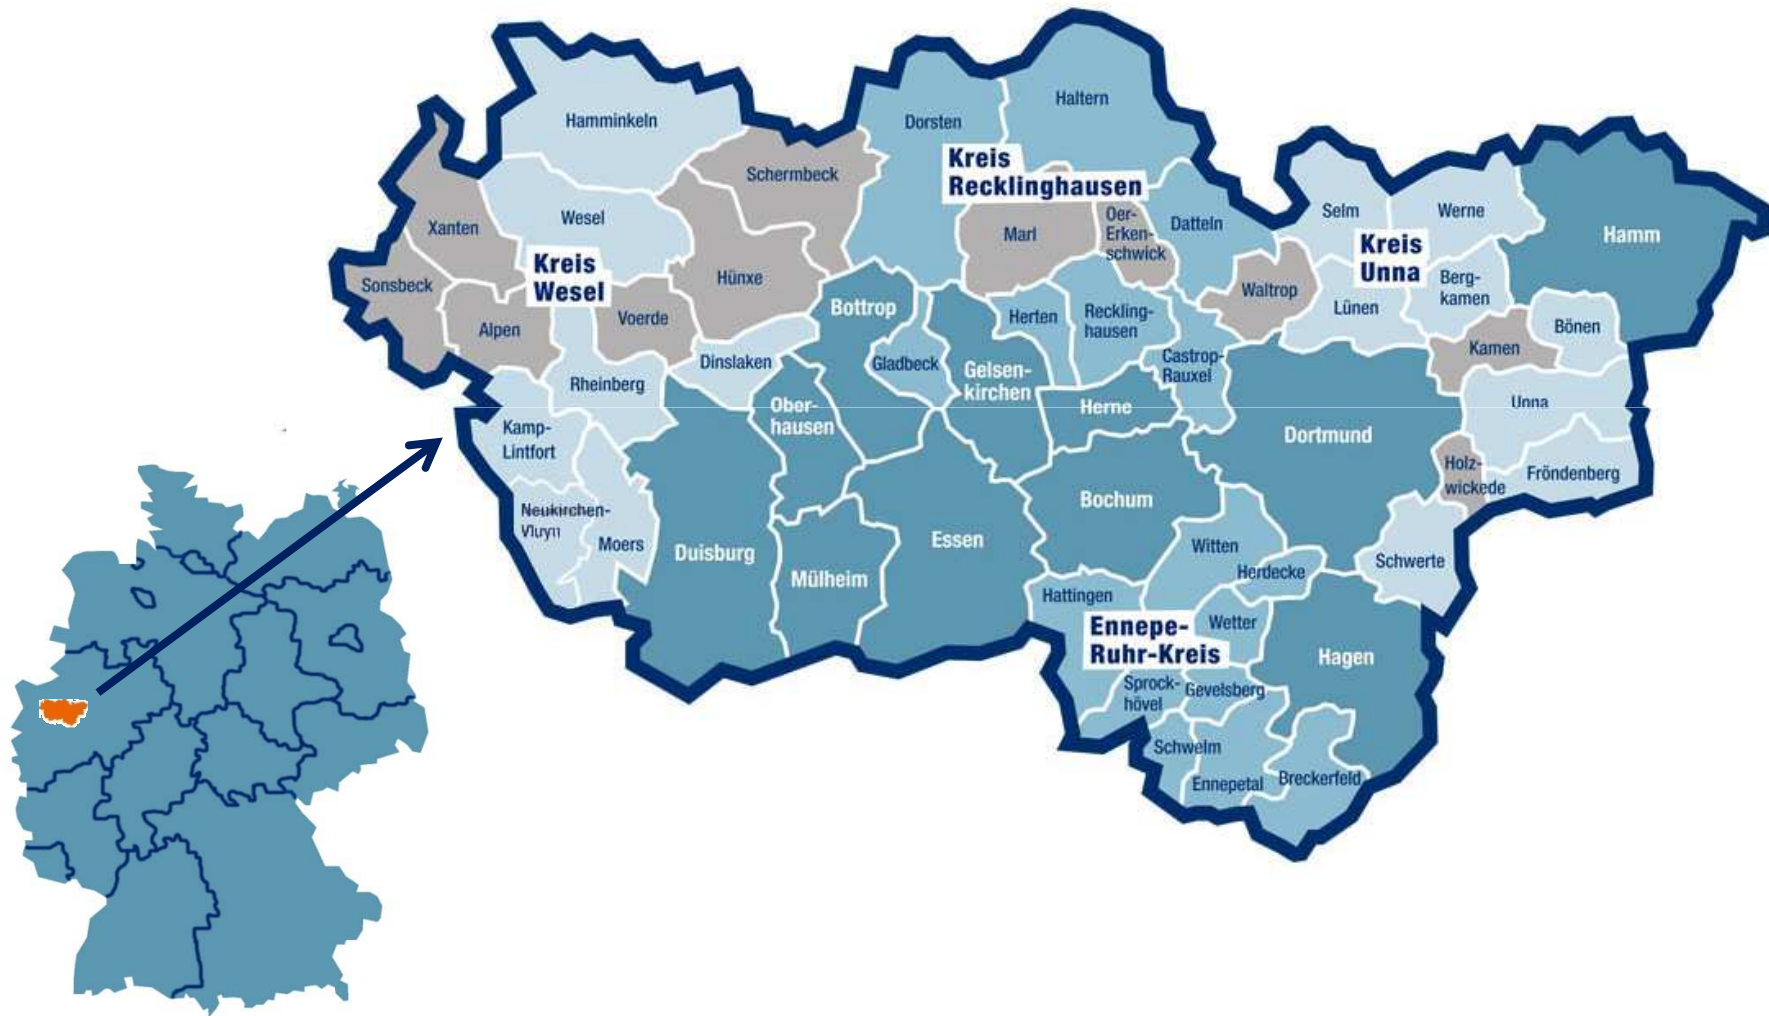 Haltern
Hamminkeln
Dorsten
Kreis
Recklinghausen
Schermbeck
Wesel
Xanten
Marl
Oer-
Erken-
schwick
Datteln
Selm
Werne
Hamm
Kreis
Unna
Kreis
Wesel
Sonsbeck
Hünxe
Waltrop
Berg-
kamen
Lünen
Bönen
Alpen
Voerde
Bottrop
Herten
Reckling-
hausen
Kamen
Dinslaken
Gladbeck
Gelsen-
kirchen
Castrop-
Rauxel
Rheinberg
Ober-
hausen
Herne
Unna
Dortmund
Kamp-
Lintfort
Holz-
wickede
Fröndenberg
Bochum
Neukirchen-
Vluyn
Moers
Duisburg
Essen
Witten
Schwerte
Mülheim
Herdecke
Hattingen
Wetter
Ennepe-
Ruhr-Kreis
Hagen
Sprock-
hövel
Gevelsberg
Schwelm
Ennepetal
Breckerfeld